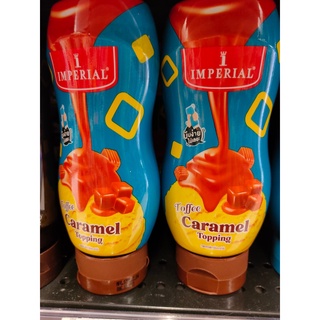 IMPERIAL
Toffee
Caramel
Topping
IMPERIAL
Toffee
Caramel
Topping